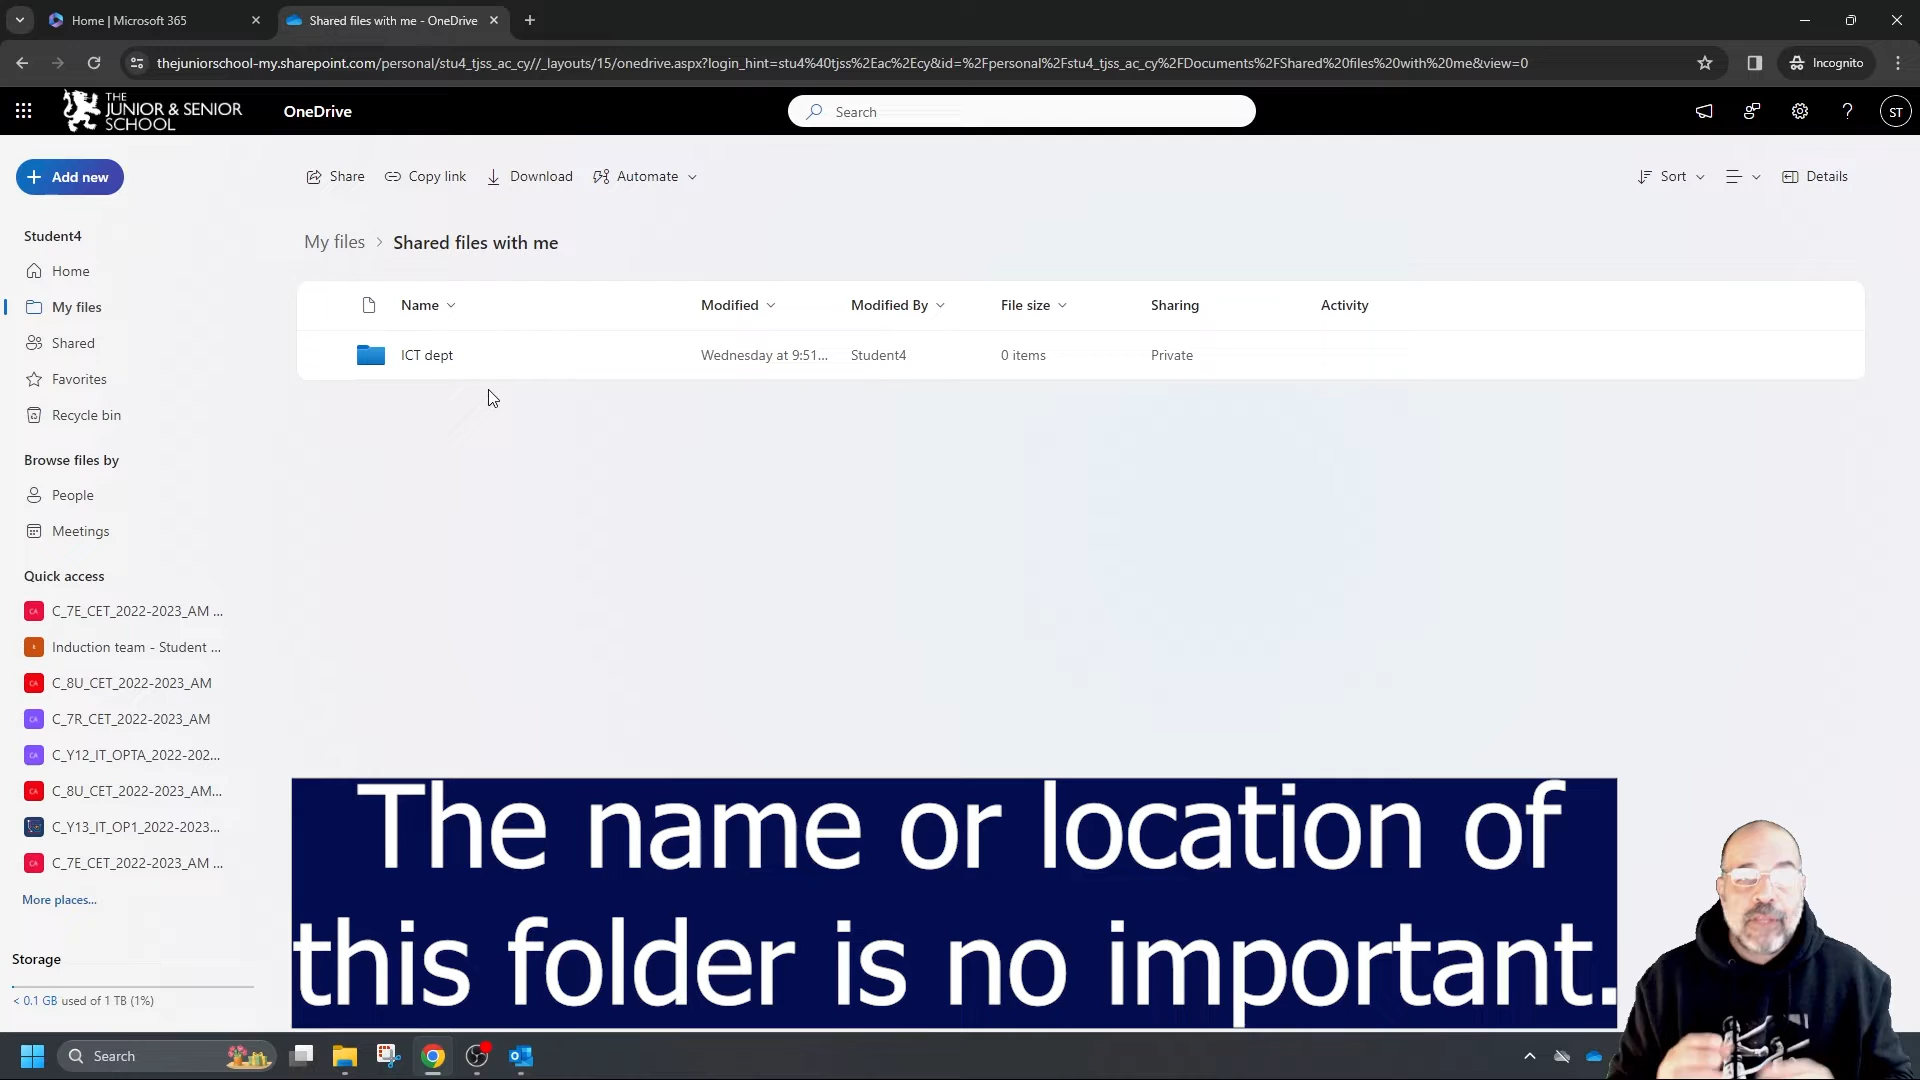 Home | Microsoft 365
Shared files with me - OneDrive
thejuniorschool-my.sharepoint.com/personal/stu4_tjss_ac_cy//_layouts/15/onedrive.aspx?login_hint=stu4%40tjss%2Eac%2Ecy&id=%2Fpersonal%2Fstu4_tjss_ac_cy%2FDocuments%2FShared%20files%20with%20me&view=0
Incognito
THE
JUNIOR & SENIOR
SCHOOL
OneDrive
Search
ST
Add new
Share
Copy link
Download
Automate
Sort
Details
Student4
Home
My files
Shared
Favorites
Recycle bin
Browse files by
People
Meetings
Quick access
C_7E_CET_2022-2023_AM ...
Induction team - Student ...
C_8U_CET_2022-2023_AM
C_7R_CET_2022-2023_AM
C_Y12_IT_OPTA_2022-202...
C_8U_CET_2022-2023_AM...
C_Y13_IT_OP1_2022-2023...
C_7E_CET_2022-2023_AM ...
More places...
Storage
< 0.1 GB used of 1 TB (1%)
My files > Shared files with me
Name Modified Modified By File size Sharing Activity
ICT dept Wednesday at 9:51... Student4 0 items Private
The name or location of
this folder is no important.
Search